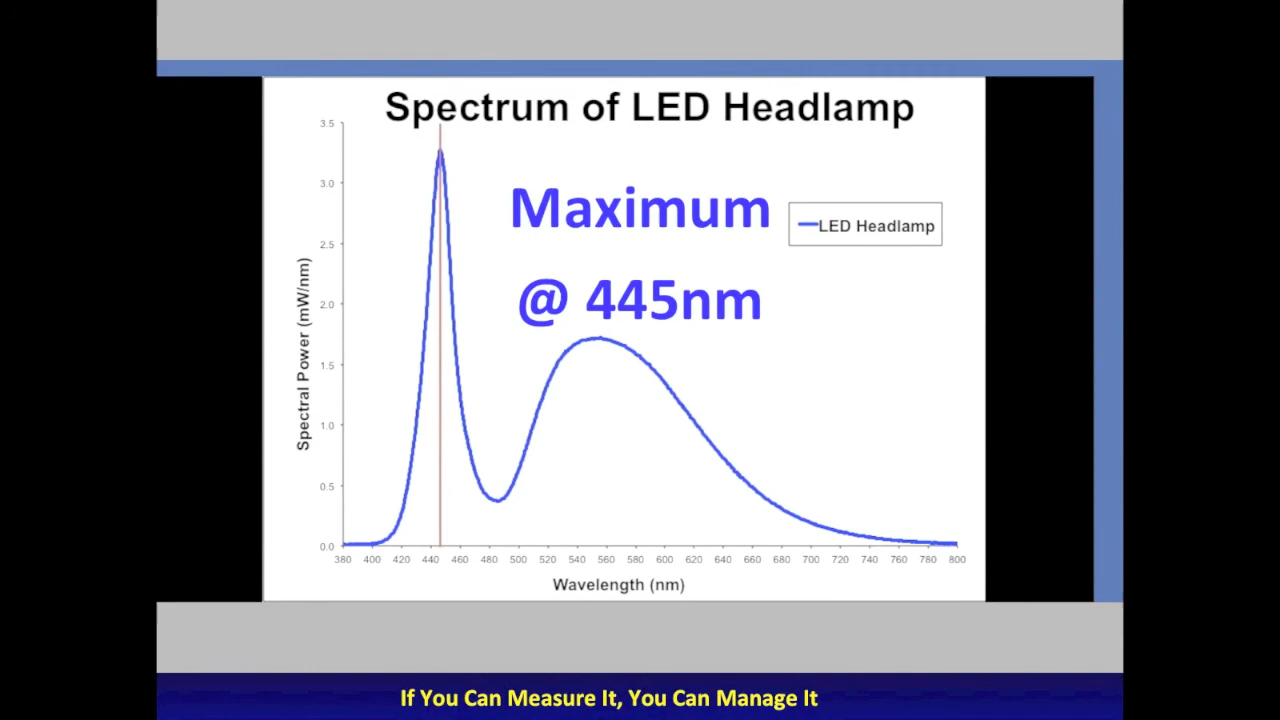 Spectrum of LED Headlamp
Maximum
@ 445nm
LED Headlamp
Spectral Power (mW/nm)
3.5
3.0
2.5
2.0
1.5
1.0
0.5
0.0
380 400 420 440 460 480 500 520 540 560 580 600 620 640 660 680 700 720 740 760 780 800
Wavelength (nm)
If You Can Measure It, You Can Manage It